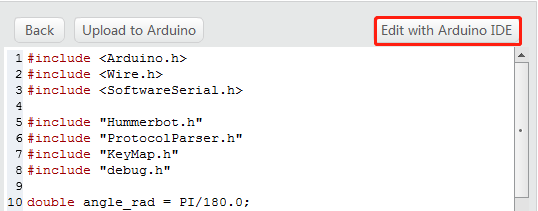 Back Upload to Arduino Edit with Arduino IDE
1 #include <Arduino.h>
2 #include <Wire.h>
3 #include <SoftwareSerial.h>
4
5 #include "Hummerbot.h"
6 #include "ProtocolParser.h"
7 #include "KeyMap.h"
8 #include "debug.h"
9
10 double angle_rad = PI/180.0;